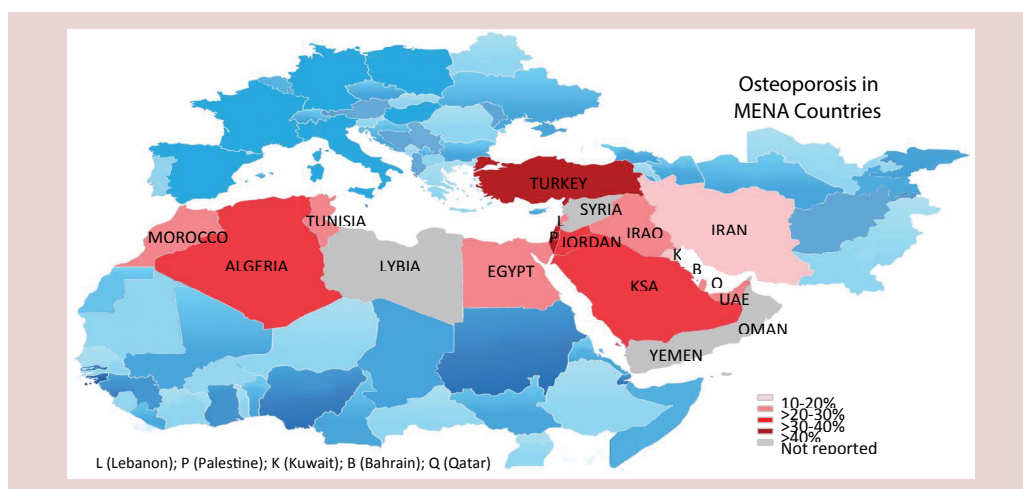 Osteoporosis in
MENA Countries
TURKEY
SYRIA
L
TUNISIA
P
MOROCCO
JORDAN
IRAQ
IRAN
ALGERIA
LYBIA
EGYPT
K
B
KSA
Q
UAE
OMAN
YEMEN
10-20%
>20-30%
>30-40%
>40%
Not reported
L (Lebanon); P (Palestine); K (Kuwait); B (Bahrain); Q (Qatar)